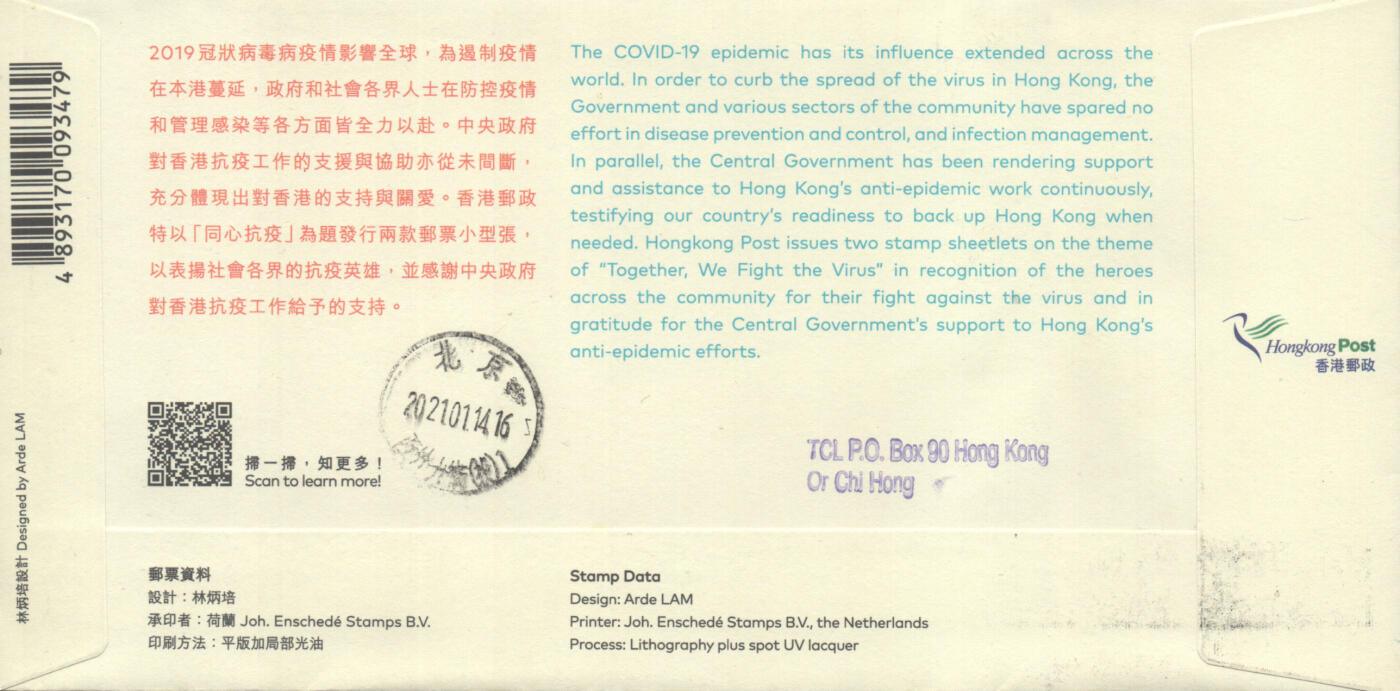 2019冠狀病毒病疫情影響全球，為遏制疫情
在本港蔓延，政府和社會各界人士在防控疫情
和管理感染等各方面皆全力以赴。中央政府
對香港抗疫工作的支援與協助亦從未間斷，
充分體現出對香港的支持與關愛。香港郵政
特以「同心抗疫」為題發行兩款郵票小型張，
以表揚社會各界的抗疫英雄，並感謝中央政府
對香港抗疫工作給予的支持。
The COVID-19 epidemic has its influence extended across the
world. In order to curb the spread of the virus in Hong Kong, the
Government and various sectors of the community have spared no
effort in disease prevention and control, and infection management.
In parallel, the Central Government has been rendering support
and assistance to Hong Kong's anti-epidemic work continuously,
testifying our country's readiness to back up Hong Kong when
needed. Hongkong Post issues two stamp sheetlets on the theme
of "Together, We Fight the Virus" in recognition of the heroes
across the community for their fight against the virus and in
gratitude for the Central Government's support to Hong Kong's
anti-epidemic efforts.
4 893170 093479
林炳培設計 Designed by Arde LAM
掃一掃，知更多！
Scan to learn more!
北京
2021.01.14.16
TCL P.O. Box 90 Hong Kong
Or Chi Hong
Hongkong Post
香港郵政
郵票資料
設計：林炳培
承印者：荷蘭 Joh. Enschedé Stamps B.V.
印刷方法：平版加局部光油
Stamp Data
Design: Arde LAM
Printer: Joh. Enschedé Stamps B.V., the Netherlands
Process: Lithography plus spot UV lacquer